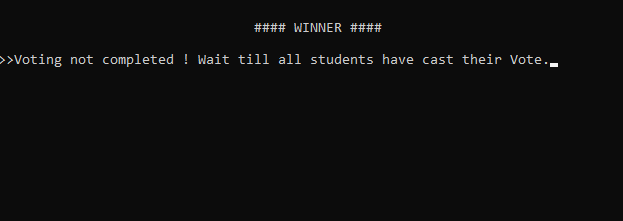 #### WINNER ####
>>Voting not completed ! Wait till all students have cast their Vote.